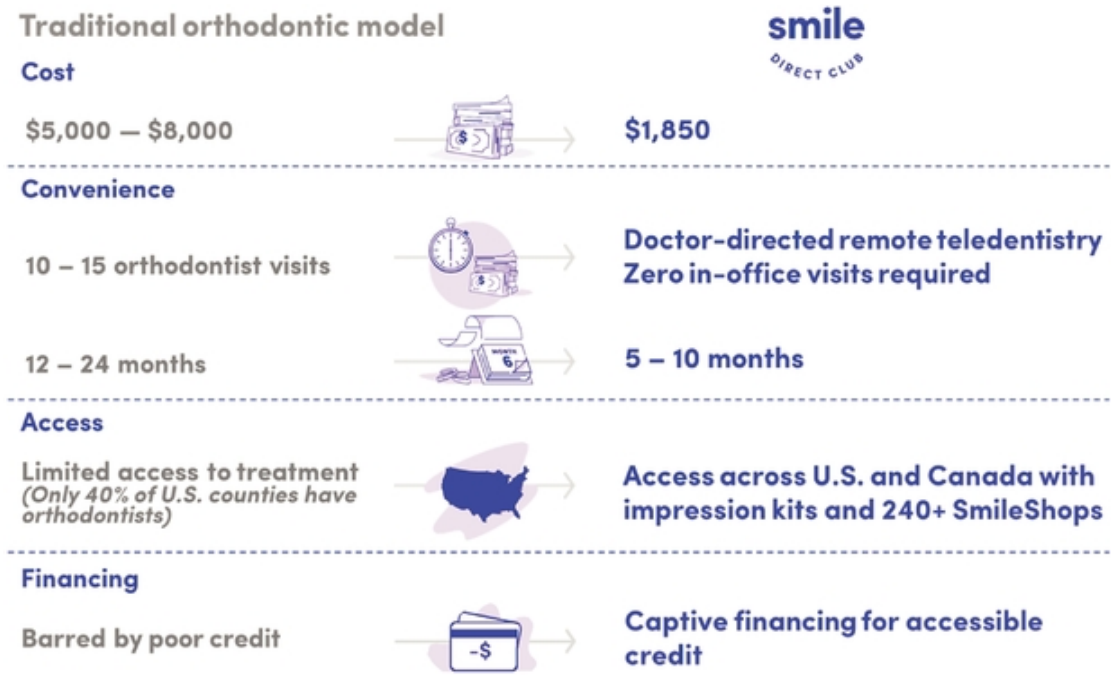 Traditional orthodontic model
smile
DIRECT CLUB
Cost
$5,000 — $8,000
$
$1,850
Convenience
10 – 15 orthodontist visits
$
Doctor-directed remote teledentistry
Zero in-office visits required
12 – 24 months
MONTH
6
5 – 10 months
Access
Limited access to treatment
(Only 40% of U.S. counties have
orthodontists)
Access across U.S. and Canada with
impression kits and 240+ SmileShops
Financing
Barred by poor credit
-$
Captive financing for accessible
credit